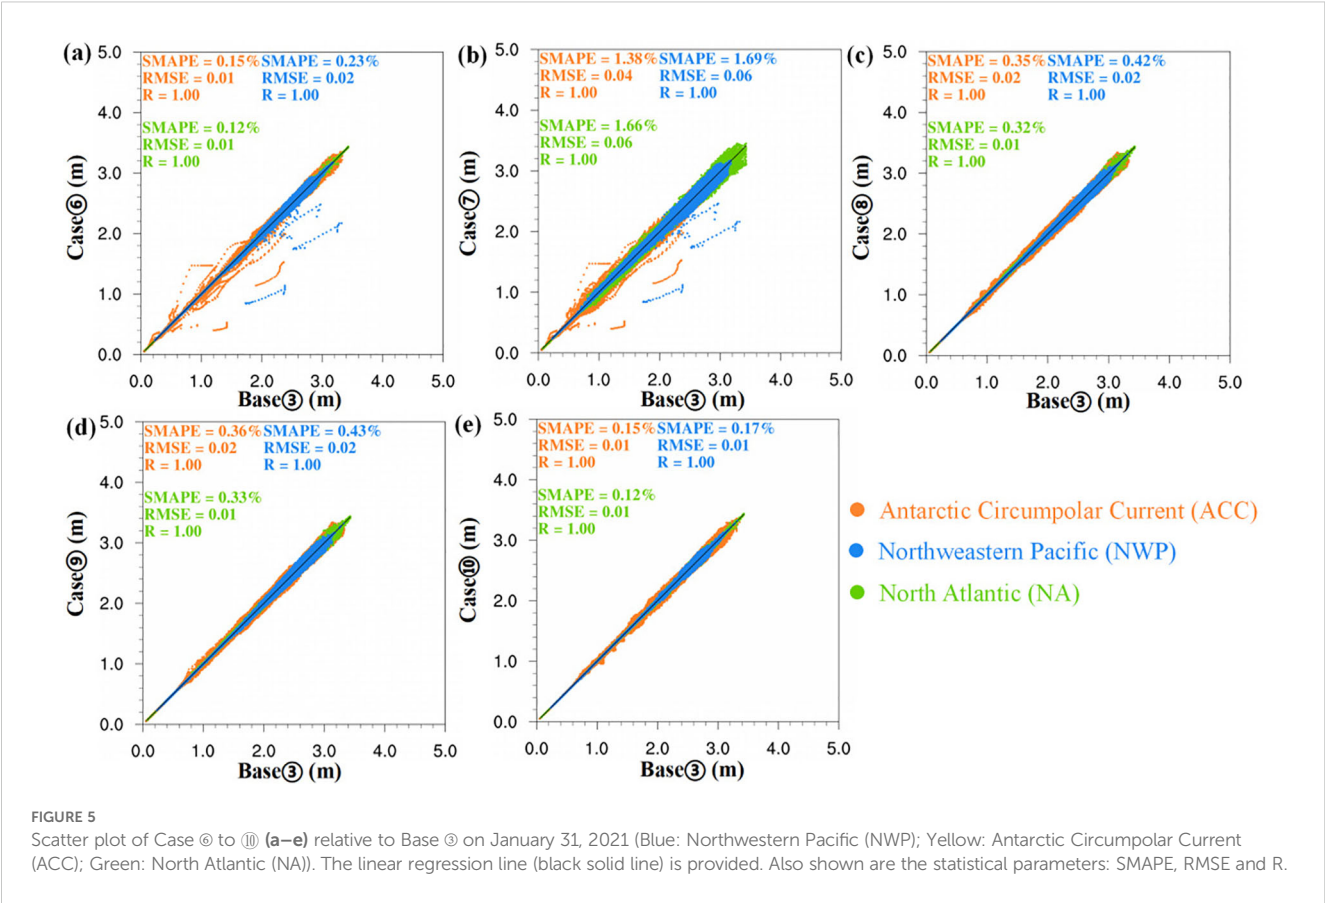 (a)
5.0
SMAPE = 0.15% SMAPE = 0.23%
RMSE = 0.01 RMSE = 0.02
R = 1.00 R = 1.00
4.0
SMAPE = 0.12%
RMSE = 0.01
R = 1.00
3.0
Case⑥ (m)
2.0
1.0
0.0
0.0 1.0 2.0 3.0 4.0 5.0
Base③ (m)
(b)
5.0
SMAPE = 1.38% SMAPE = 1.69%
RMSE = 0.04 RMSE = 0.06
R = 1.00 R = 1.00
4.0
SMAPE = 1.66%
RMSE = 0.06
R = 1.00
3.0
Case⑦ (m)
2.0
1.0
0.0
0.0 1.0 2.0 3.0 4.0 5.0
Base③ (m)
(c)
5.0
SMAPE = 0.35% SMAPE = 0.42%
RMSE = 0.02 RMSE = 0.02
R = 1.00 R = 1.00
4.0
SMAPE = 0.32%
RMSE = 0.01
R = 1.00
3.0
Case⑧ (m)
2.0
1.0
0.0
0.0 1.0 2.0 3.0 4.0 5.0
Base③ (m)
(d)
5.0
SMAPE = 0.36% SMAPE = 0.43%
RMSE = 0.02 RMSE = 0.02
R = 1.00 R = 1.00
4.0
SMAPE = 0.33%
RMSE = 0.01
R = 1.00
3.0
Case⑨ (m)
2.0
1.0
0.0
0.0 1.0 2.0 3.0 4.0 5.0
Base③ (m)
(e)
5.0
SMAPE = 0.15% SMAPE = 0.17%
RMSE = 0.01 RMSE = 0.01
R = 1.00 R = 1.00
4.0
SMAPE = 0.12%
RMSE = 0.01
R = 1.00
3.0
Case⑩ (m)
2.0
1.0
0.0
0.0 1.0 2.0 3.0 4.0 5.0
Base③ (m)
Antarctic Circumpolar Current (ACC)
Northweastern Pacific (NWP)
North Atlantic (NA)
FIGURE 5
Scatter plot of Case ⑥ to ⑩ (a–e) relative to Base ③ on January 31, 2021 (Blue: Northwestern Pacific (NWP); Yellow: Antarctic Circumpolar Current
(ACC); Green: North Atlantic (NA)). The linear regression line (black solid line) is provided. Also shown are the statistical parameters: SMAPE, RMSE and R.